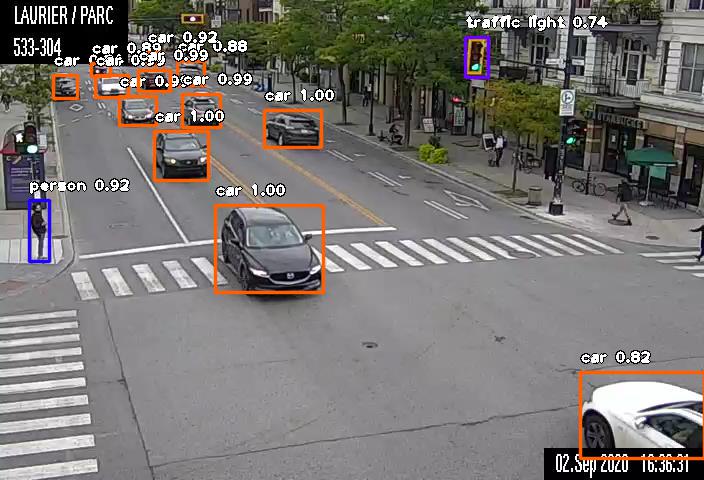 LAURIER / PARC
533-304
traffic light 0.74
car 0.92
car 0.88
car 0.99
car 1.00
car 1.00
person 0.92
car 1.00
car 0.82
P
STARBUCKS
02.Sep 2020 16:36:31